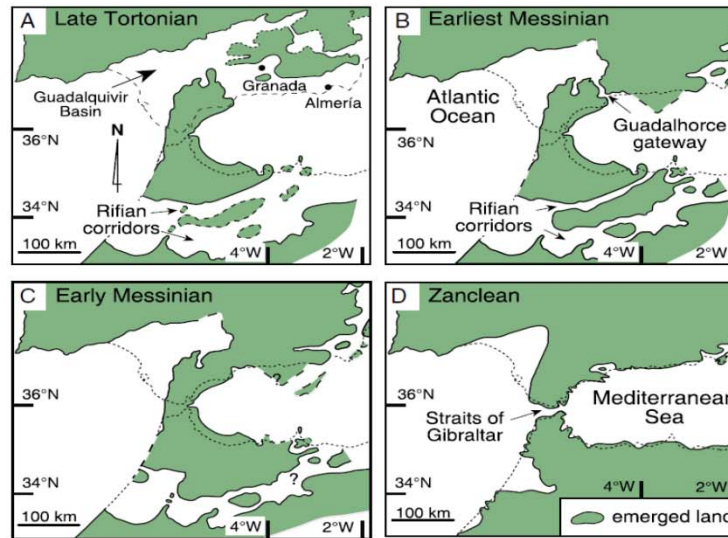 A Late Tortonian
?
Granada
Almería
Guadalquivir
Basin
N
36°N
34°N
Rifian
corridors
100 km
4°W
2°W
B Earliest Messinian
Atlantic
Ocean
Guadalhorce
gateway
36°N
34°N
Rifian
corridors
100 km
4°W
2°W
C Early Messinian
?
36°N
34°N
?
100 km
4°W
2°W
D Zanclean
36°N
Straits of
Gibraltar
Mediterranean
Sea
34°N
100 km
4°W
2°W
emerged land